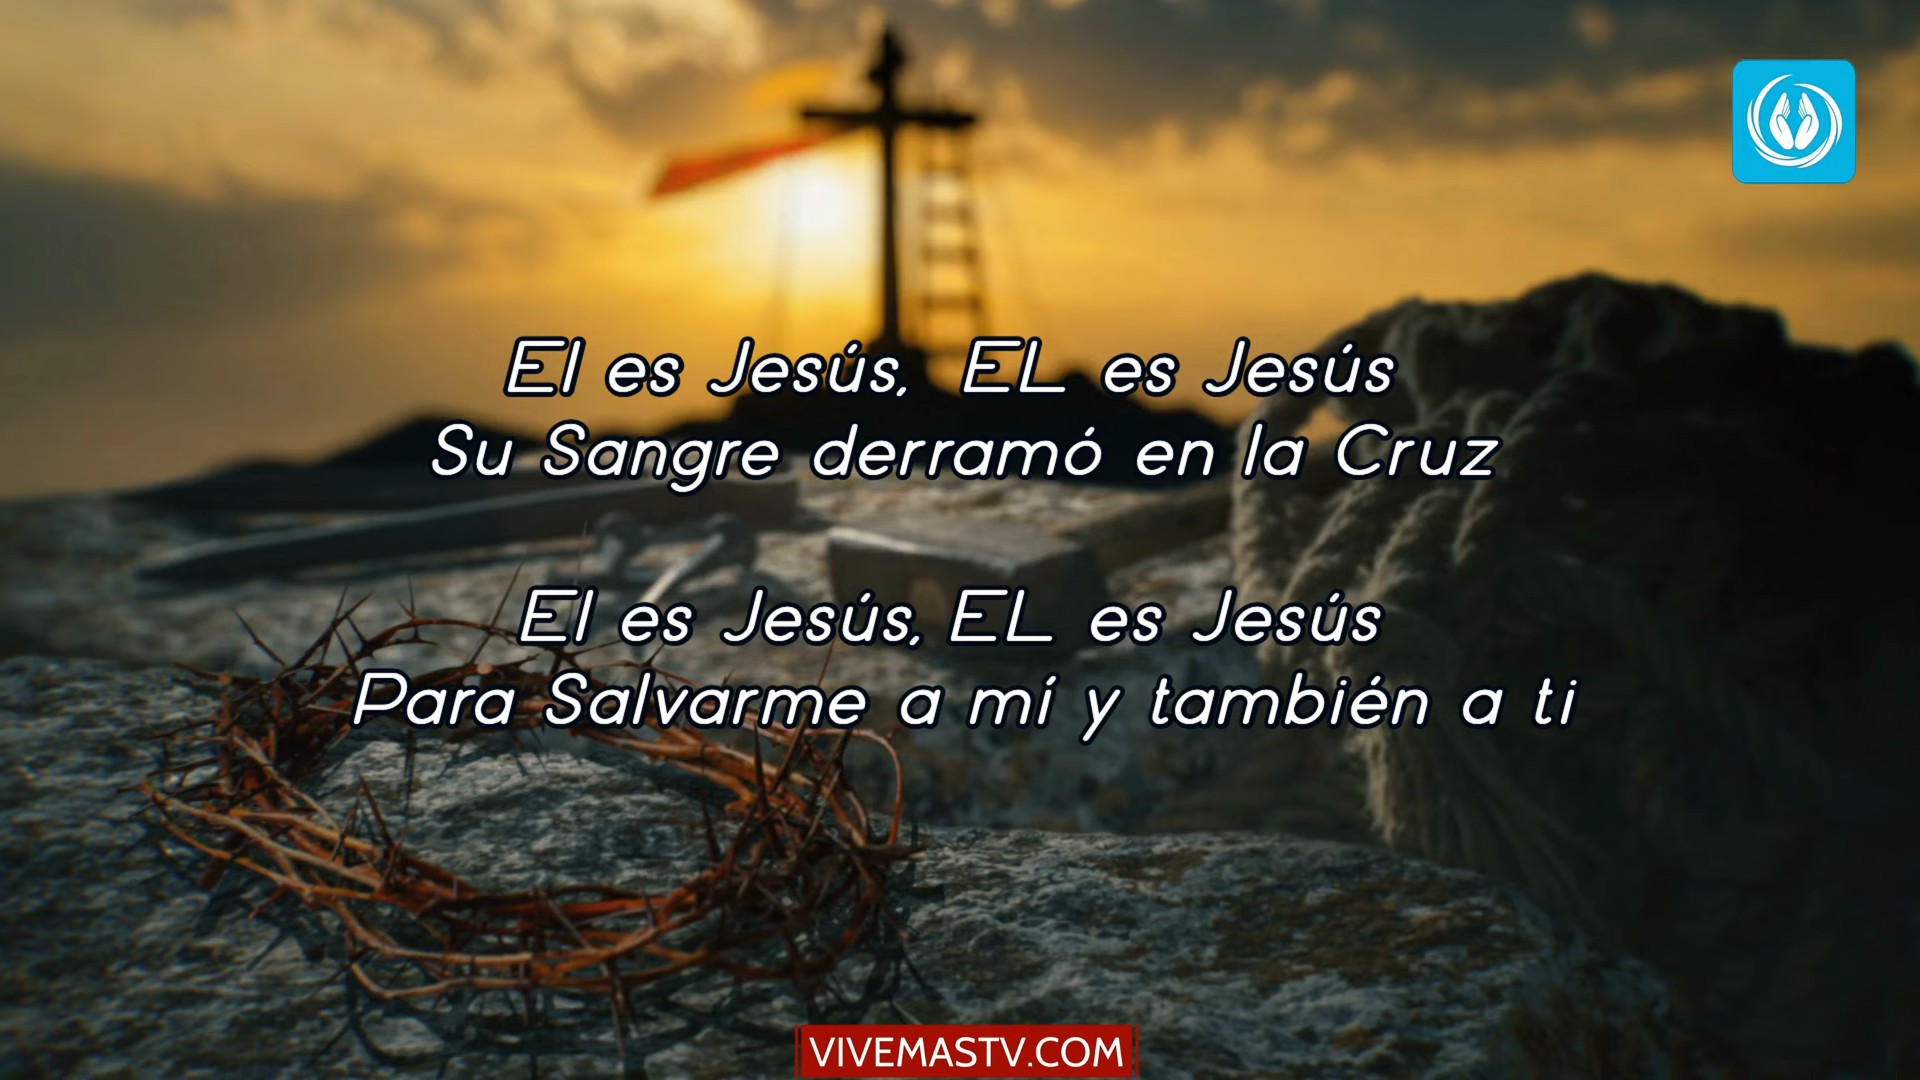 El es Jesús, EL es Jesús
Su Sangre derramó en la Cruz
El es Jesús, EL es Jesús
Para Salvarme a mí y también a ti
VIVEMASTV.COM